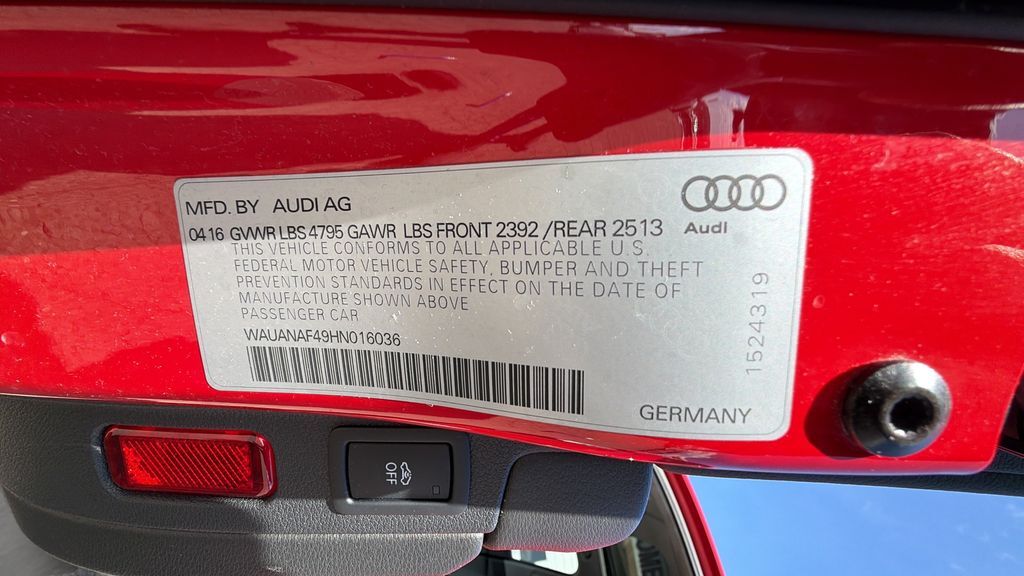 MFD. BY AUDI AG
Audi
04 16 GVWR LBS 4795 GAWR LBS FRONT 2392 /REAR 2513
THIS VEHICLE CONFORMS TO ALL APPLICABLE U.S.
FEDERAL MOTOR VEHICLE SAFETY, BUMPER AND THEFT
PREVENTION STANDARDS IN EFFECT ON THE DATE OF
MANUFACTURE SHOWN ABOVE
PASSENGER CAR
WAUANAF49HN016036
1524319
GERMANY
OFF